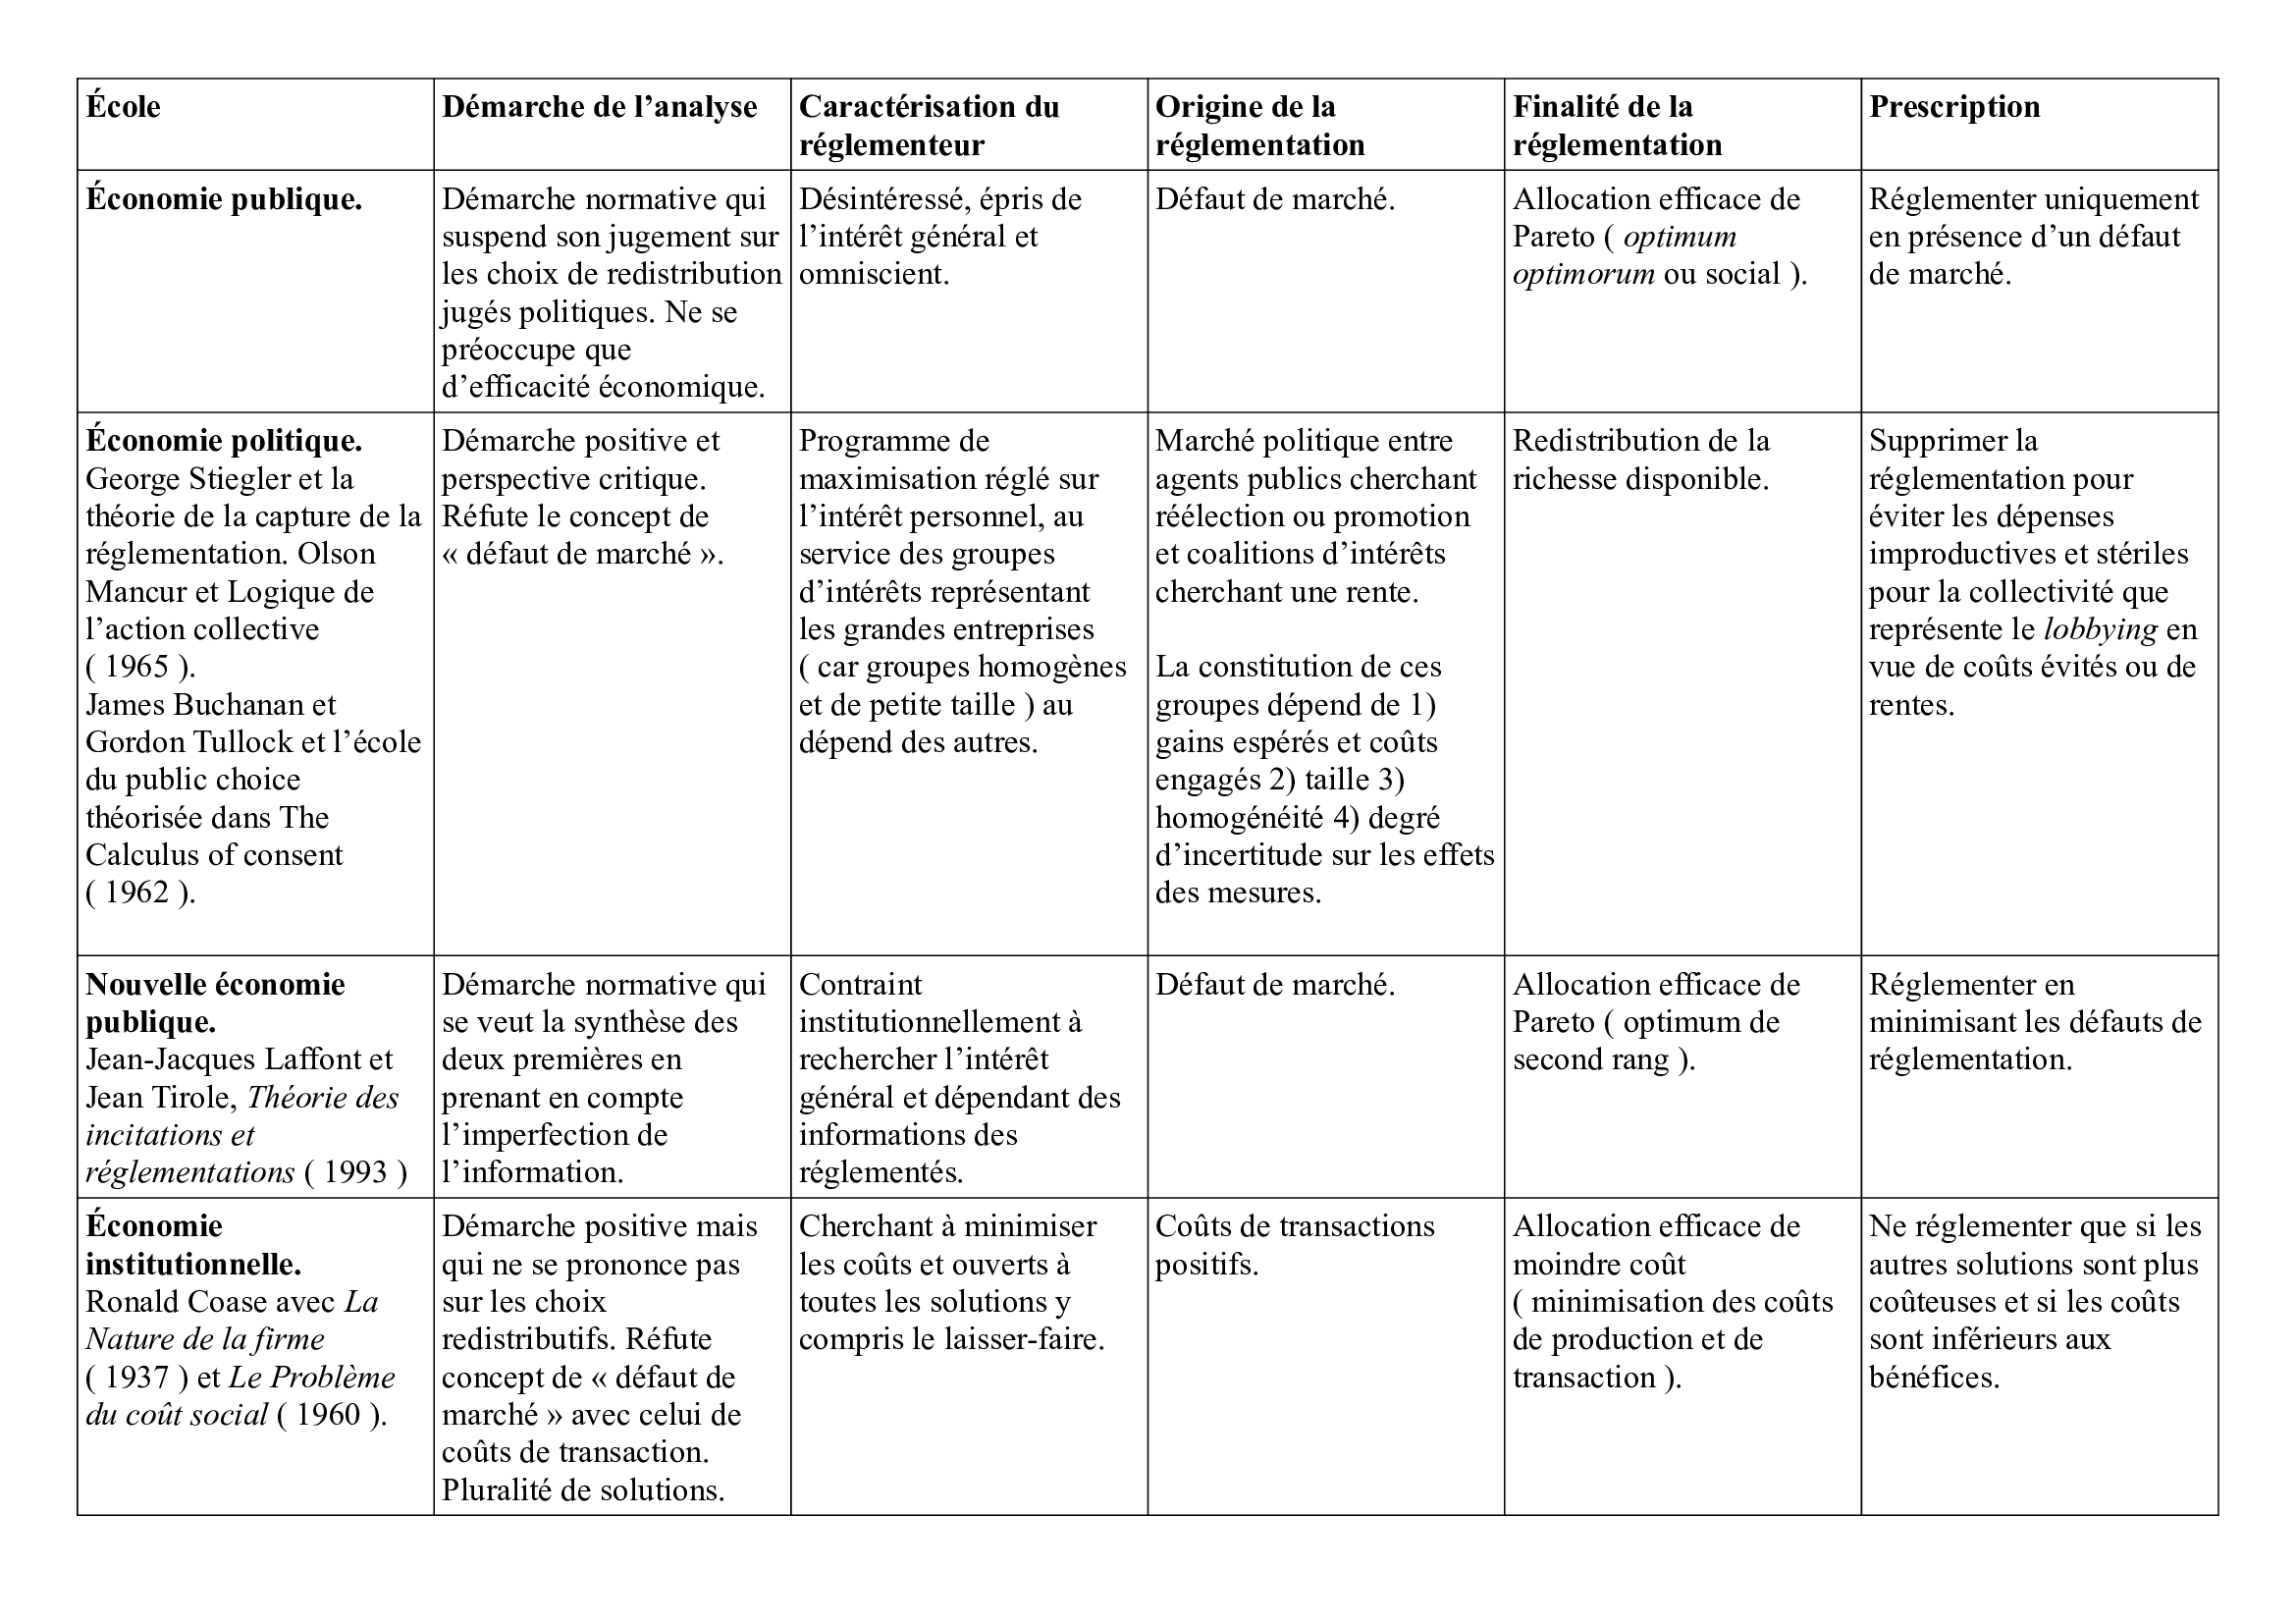 École
Démarche de l’analyse
Caractérisation du
réglementeur
Origine de la
réglementation
Finalité de la
réglementation
Prescription
Économie publique.
Démarche normative qui
suspend son jugement sur
les choix de redistribution
jugés politiques. Ne se
préoccupe que
d’efficacité économique.
Désintéressé, épris de
l’intérêt général et
omniscient.
Défaut de marché.
Allocation efficace de
Pareto ( optimum
optimorum ou social ).
Réglementer uniquement
en présence d’un défaut
de marché.
Économie politique.
George Stiegler et la
théorie de la capture de la
réglementation. Olson
Mancur et Logique de
l’action collective
( 1965 ).
James Buchanan et
Gordon Tullock et l’école
du public choice
théorisée dans The
Calculus of consent
( 1962 ).
Démarche positive et
perspective critique.
Réfute le concept de
« défaut de marché ».
Programme de
maximisation réglé sur
l’intérêt personnel, au
service des groupes
d’intérêts représentant
les grandes entreprises
( car groupes homogènes
et de petite taille ) au
dépend des autres.
Marché politique entre
agents publics cherchant
réélection ou promotion
et coalitions d’intérêts
cherchant une rente.
La constitution de ces
groupes dépend de 1)
gains espérés et coûts
engagés 2) taille 3)
homogénéité 4) degré
d’incertitude sur les effets
des mesures.
Redistribution de la
richesse disponible.
Supprimer la
réglementation pour
éviter les dépenses
improductives et stériles
pour la collectivité que
représente le lobbying en
vue de coûts évités ou de
rentes.
Nouvelle économie
publique.
Jean-Jacques Laffont et
Jean Tirole, Théorie des
incitations et
réglementations ( 1993 )
Démarche normative qui
se veut la synthèse des
deux premières en
prenant en compte
l’imperfection de
l’information.
Contraint
institutionnellement à
rechercher l’intérêt
général et dépendant des
informations des
réglementés.
Défaut de marché.
Allocation efficace de
Pareto ( optimum de
second rang ).
Réglementer en
minimisant les défauts de
réglementation.
Économie
institutionnelle.
Ronald Coase avec La
Nature de la firme
( 1937 ) et Le Problème
du coût social ( 1960 ).
Démarche positive mais
qui ne se prononce pas
sur les choix
redistributifs. Réfute
concept de « défaut de
marché » avec celui de
coûts de transaction.
Pluralité de solutions.
Cherchant à minimiser
les coûts et ouverts à
toutes les solutions y
compris le laisser-faire.
Coûts de transactions
positifs.
Allocation efficace de
moindre coût
( minimisation des coûts
de production et de
transaction ).
Ne réglementer que si les
autres solutions sont plus
coûteuses et si les coûts
sont inférieurs aux
bénéfices.